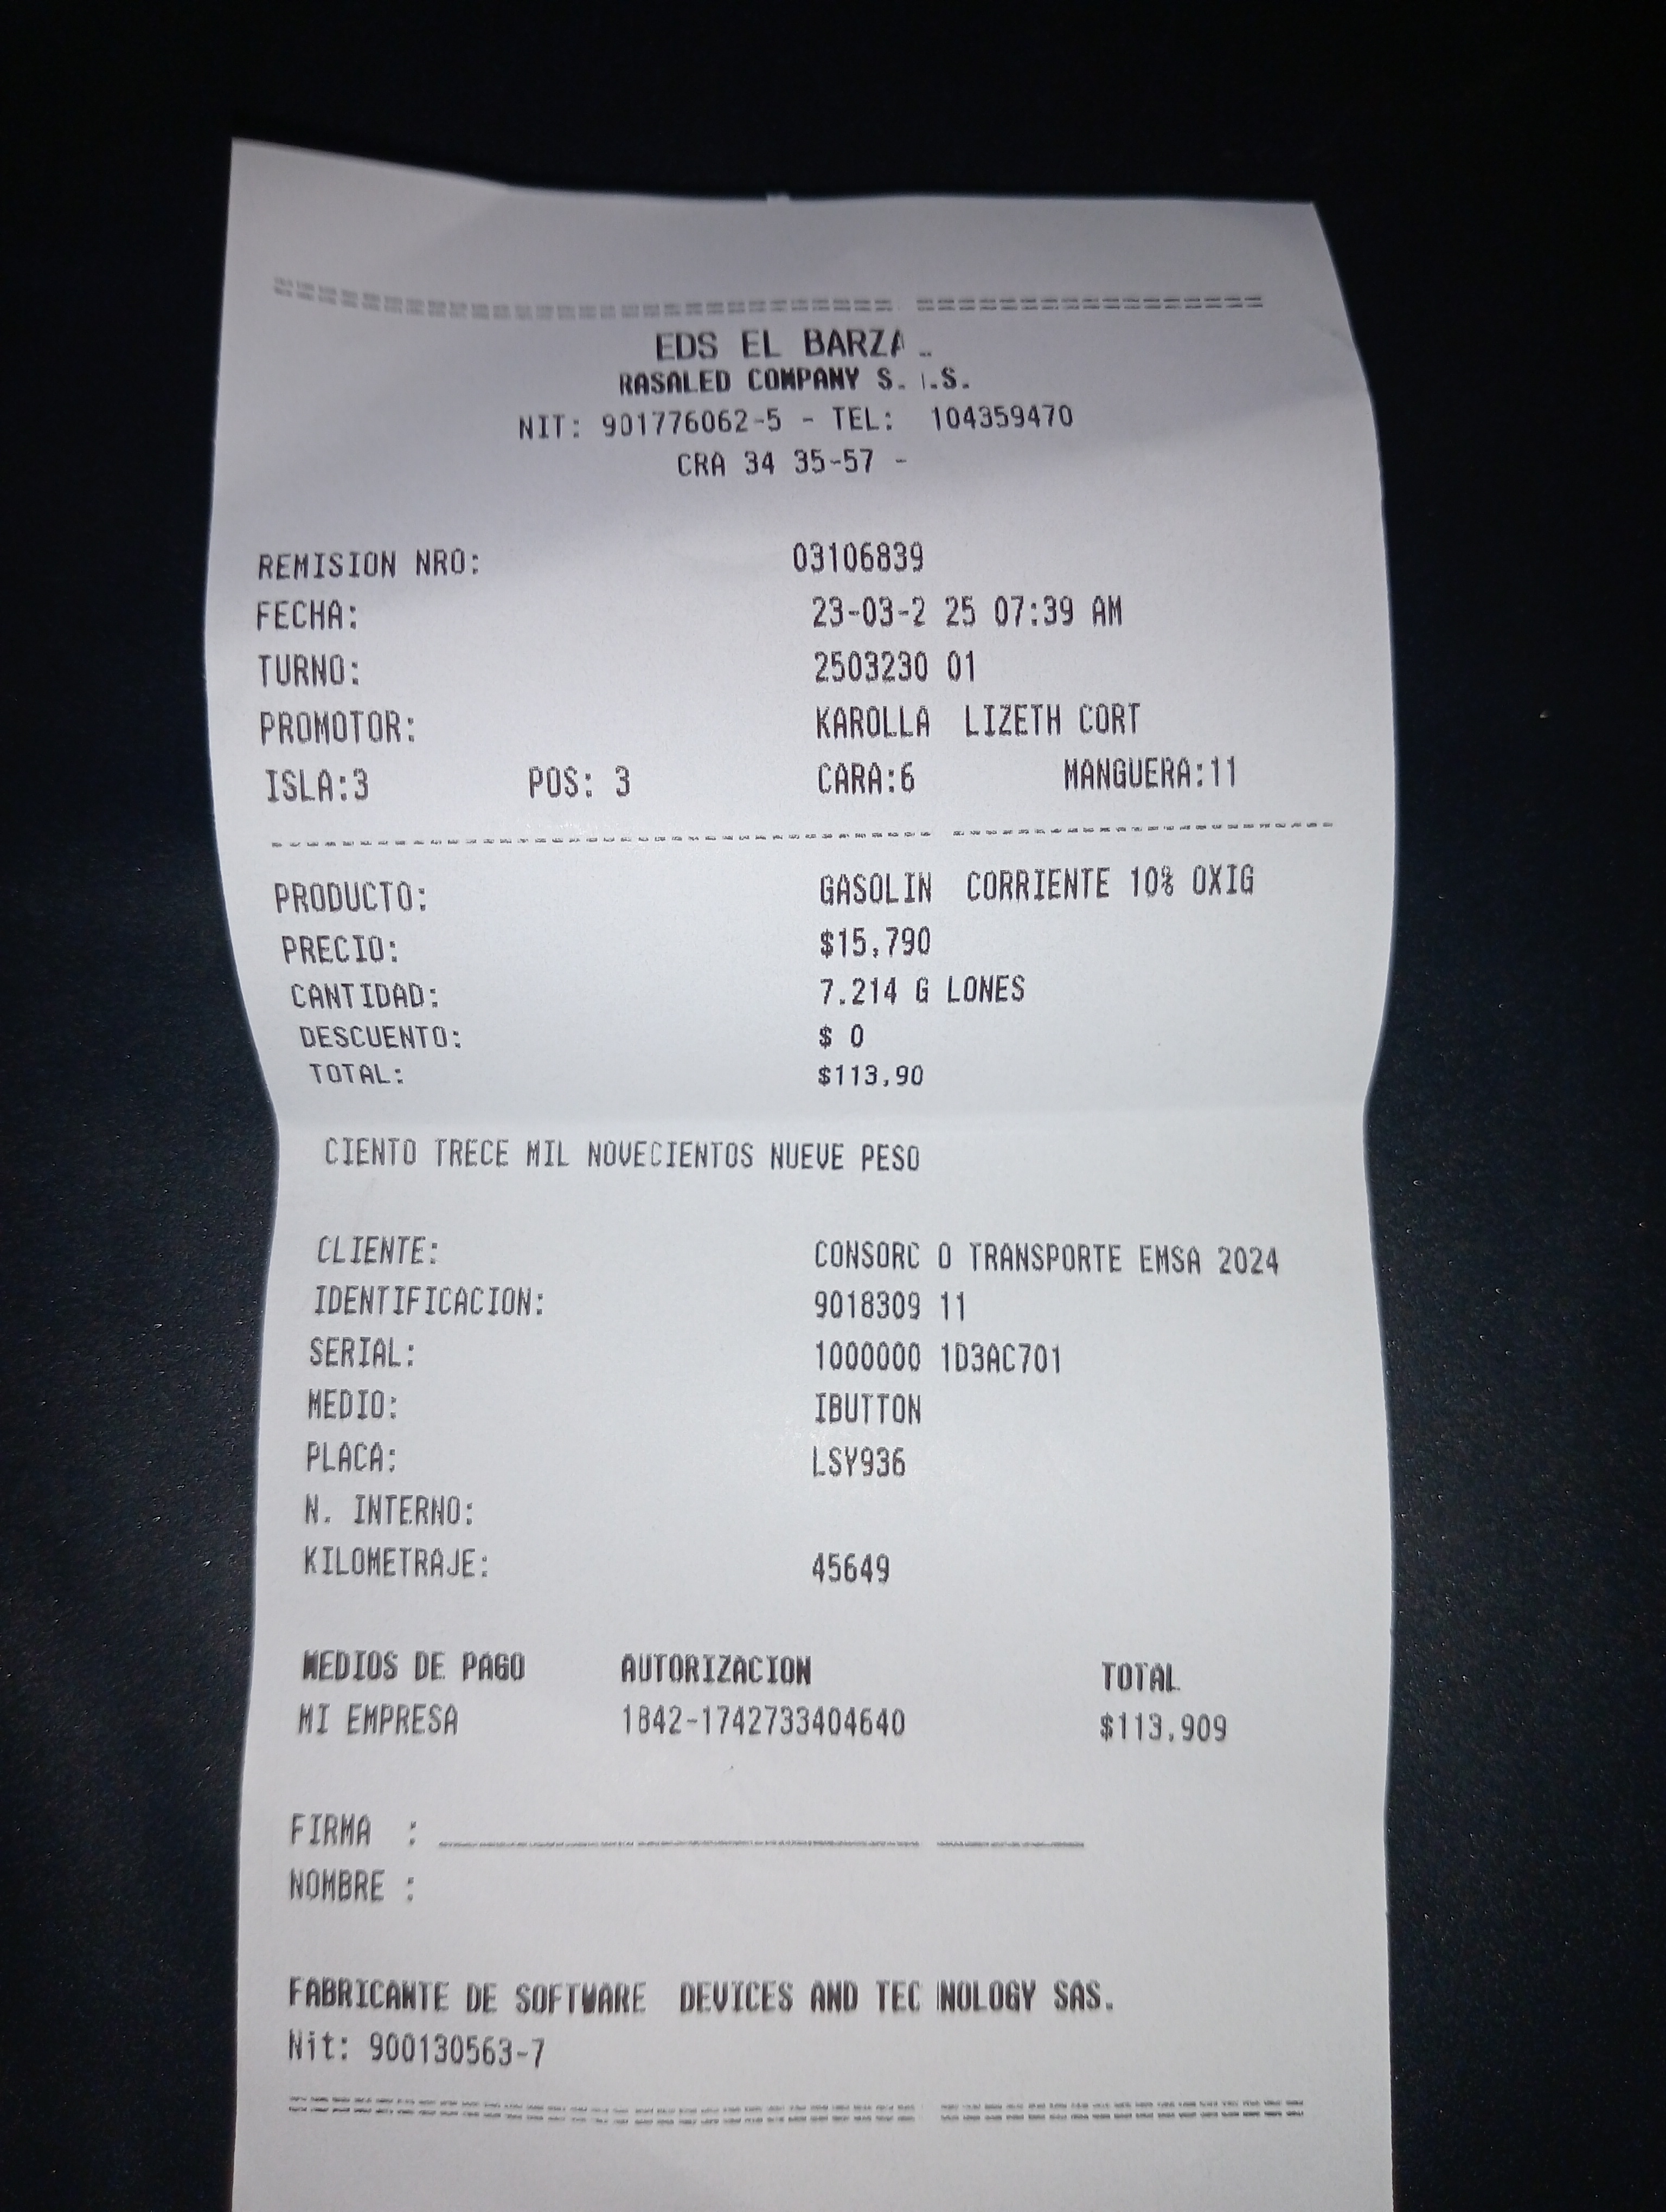 EDS EL BARZA
RASALED COMPANY S. .S.
NIT: 901776062-5 - TEL: 104359470
CRA 34 35-57 -
REMISION NRO: 03106839
FECHA: 23-03-2 25 07:39 AM
TURNO: 2503230 01
PROMOTOR: KAROLLA LIZETH CORT
ISLA:3 POS: 3 CARA:6 MANGUERA:11
PRODUCTO: GASOLIN CORRIENTE 10% OXIG
PRECIO: $15,790
CANTIDAD: 7.214 G LONES
DESCUENTO: $ 0
TOTAL: $113,90
CIENTO TRECE MIL NOVECIENTOS NUEVE PESO
CLIENTE: CONSORC O TRANSPORTE EMSA 2024
IDENTIFICACION: 9018309 11
SERIAL: 1000000 1D3AC701
MEDIO: IBUTTON
PLACA: LSY936
N. INTERNO:
KILOMETRAJE: 45649
MEDIOS DE PAGO AUTORIZACION TOTAL
MI EMPRESA 1842-1742733404640 $113,909
FIRMA :
NOMBRE :
FABRICANTE DE SOFTWARE DEVICES AND TEC NOLOGY SAS.
Nit: 900130563-7